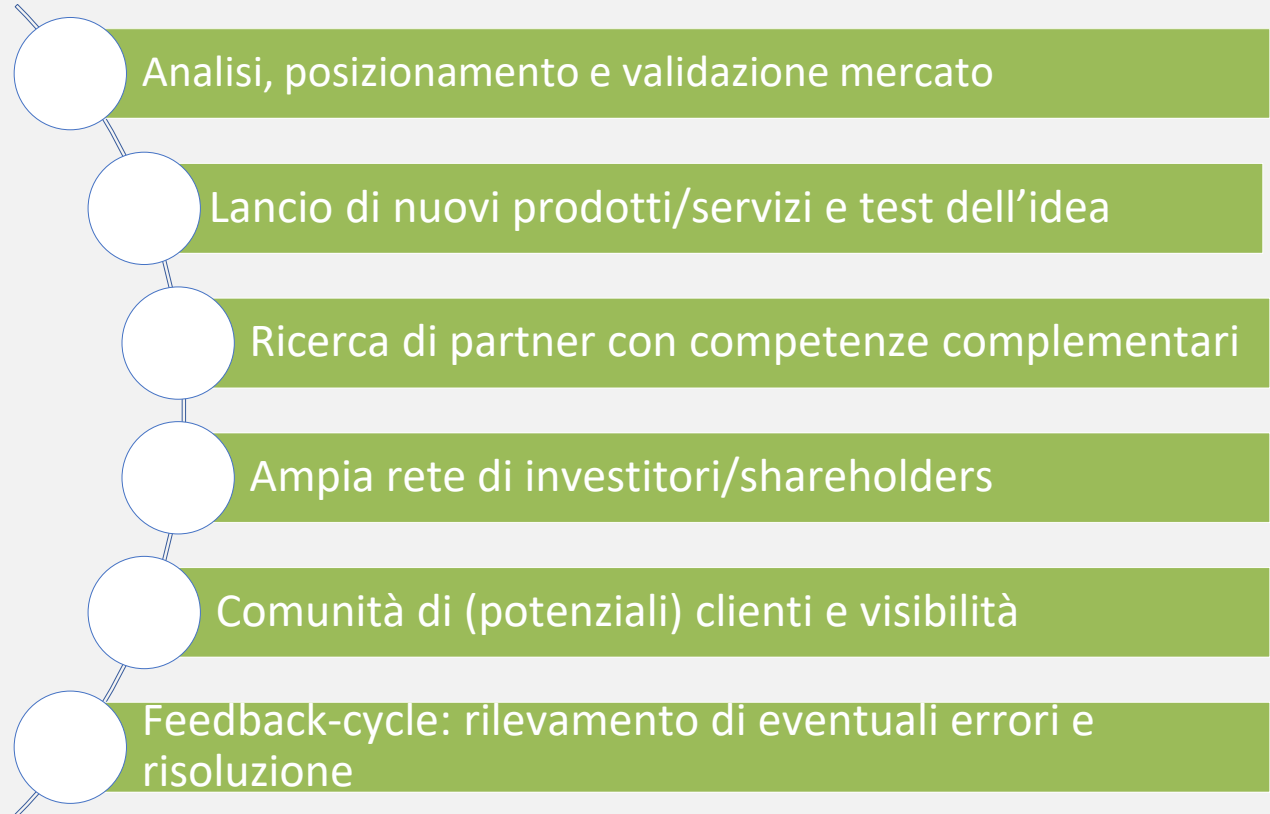 Analisi, posizionamento e validazione mercato
Lancio di nuovi prodotti/servizi e test dell’idea
Ricerca di partner con competenze complementari
Ampia rete di investitori/shareholders
Comunità di (potenziali) clienti e visibilità
Feedback-cycle: rilevamento di eventuali errori e
risoluzione